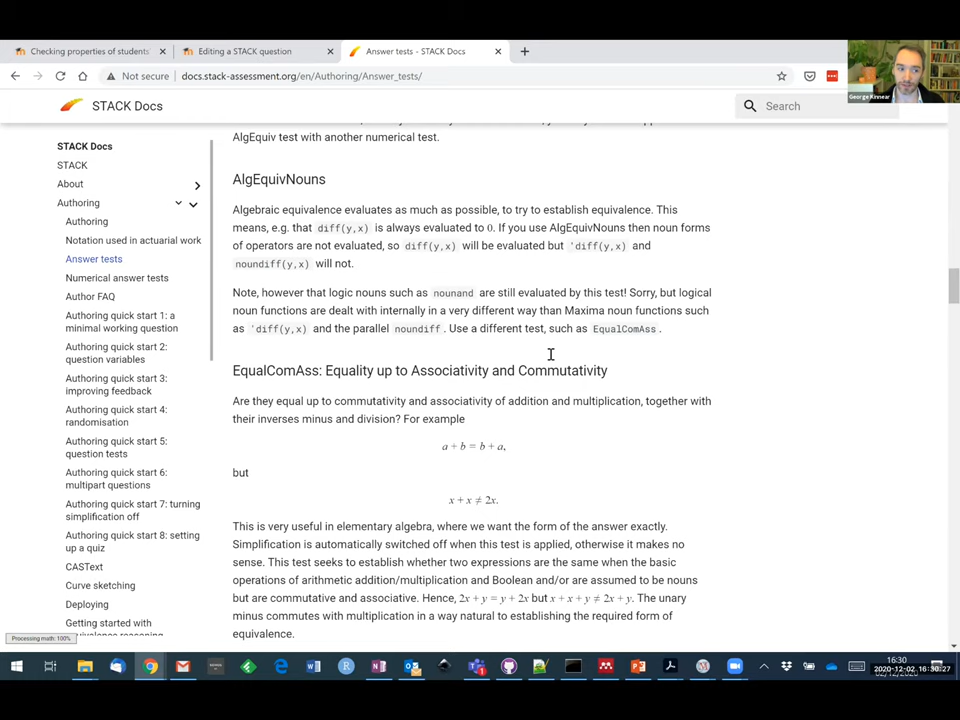 Checking properties of students'
Editing a STACK question
Answer tests - STACK Docs
Not secure
docs.stack-assessment.org/en/Authoring/Answer_tests/
George Kinnear
STACK Docs
Search
STACK Docs
STACK
About
Authoring
Authoring
Notation used in actuarial work
Answer tests
Numerical answer tests
Author FAQ
Authoring quick start 1: a
minimal working question
Authoring quick start 2:
question variables
Authoring quick start 3:
improving feedback
Authoring quick start 4:
randomisation
Authoring quick start 5:
question tests
Authoring quick start 6:
multipart questions
Authoring quick start 7: turning
simplification off
Authoring quick start 8: setting
up a quiz
CASText
Curve sketching
Deploying
Getting started with
equivalence reasoning
AlgEquiv test with another numerical test.
AlgEquivNouns
Algebraic equivalence evaluates as much as possible, to try to establish equivalence. This
means, e.g. that diff(y,x) is always evaluated to 0. If you use AlgEquivNouns then noun forms
of operators are not evaluated, so diff(y,x) will be evaluated but 'diff(y,x) and
noundiff(y,x) will not.
Note, however that logic nouns such as nounand are still evaluated by this test! Sorry, but logical
noun functions are dealt with internally in a very different way than Maxima noun functions such
as 'diff(y,x) and the parallel noundiff. Use a different test, such as EqualComAss.
EqualComAss: Equality up to Associativity and Commutativity
Are they equal up to commutativity and associativity of addition and multiplication, together with
their inverses minus and division? For example
a + b = b + a,
but
x + x ≠ 2x.
This is very useful in elementary algebra, where we want the form of the answer exactly.
Simplification is automatically switched off when this test is applied, otherwise it makes no
sense. This test seeks to establish whether two expressions are the same when the basic
operations of arithmetic addition/multiplication and Boolean and/or are assumed to be nouns
but are commutative and associative. Hence, 2x + y = y + 2x but x + x + y ≠ 2x + y. The unary
minus commutes with multiplication in a way natural to establishing the required form of
equivalence.
Processing math: 100%
16:30
2020-12-02 16:30:27
02/12/2020